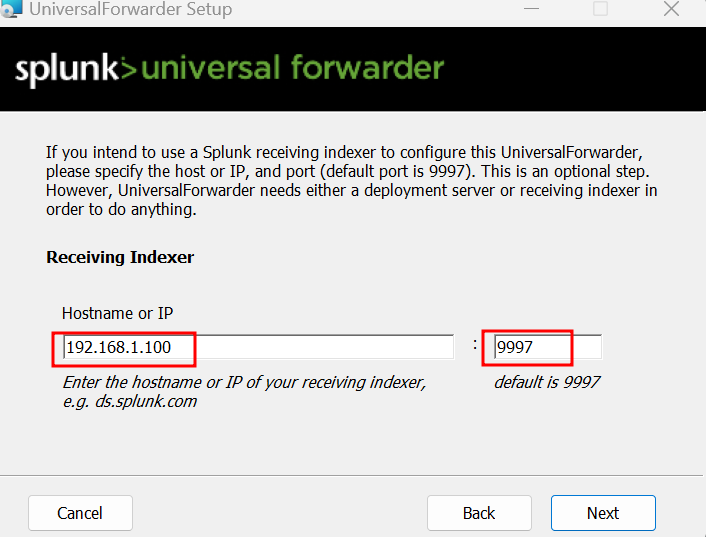 UniversalForwarder Setup
splunk>universal forwarder
If you intend to use a Splunk receiving indexer to configure this UniversalForwarder,
please specify the host or IP, and port (default port is 9997). This is an optional step.
However, UniversalForwarder needs either a deployment server or receiving indexer in
order to do anything.
Receiving Indexer
Hostname or IP
192.168.1.100 : 9997
Enter the hostname or IP of your receiving indexer, default is 9997
e.g. ds.splunk.com
Cancel Back Next